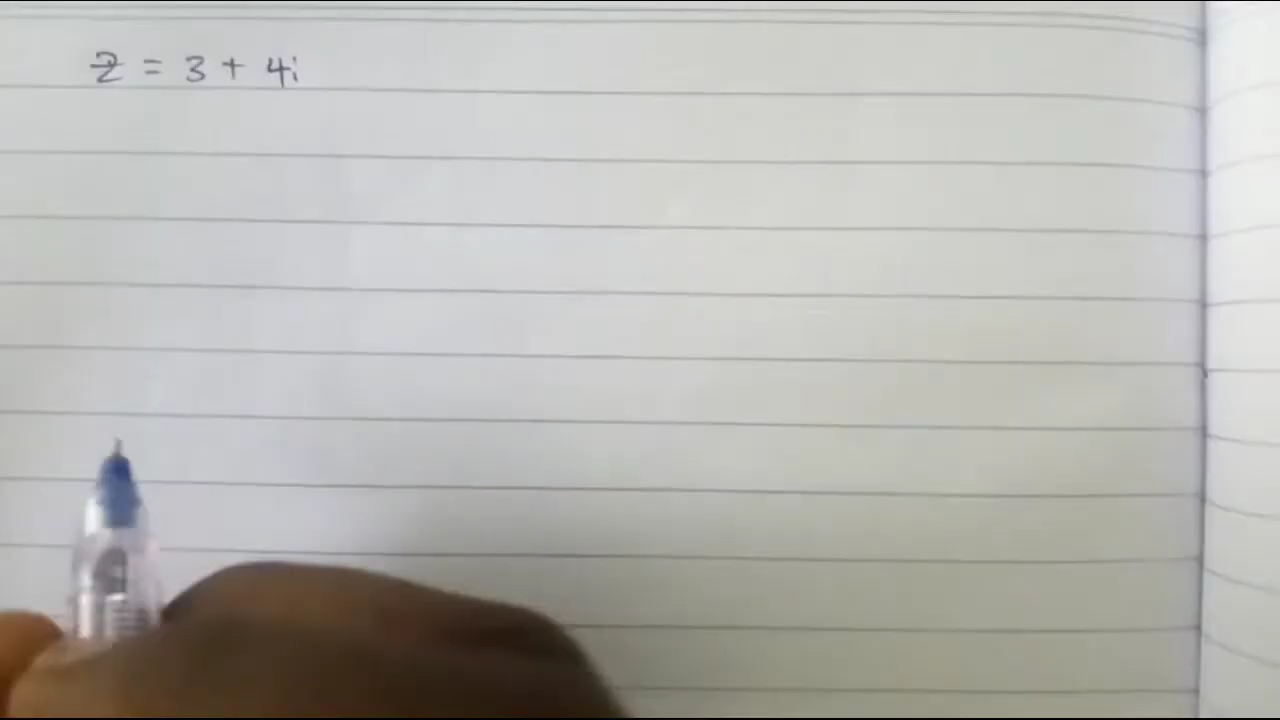 z = 3 + 4i